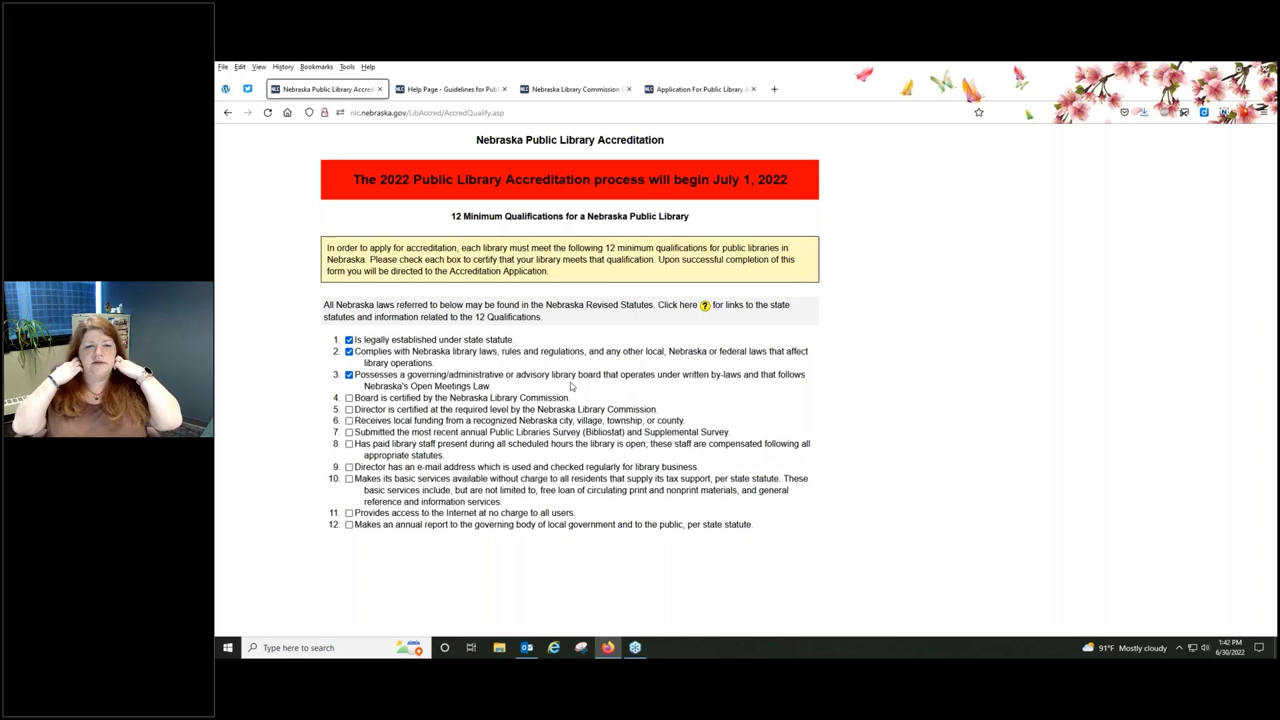 File Edit View History Bookmarks Tools Help
Nebraska Public Library Accred
Help Page - Guidelines for Publ
Nebraska Library Commission
Application For Public Library A
nlc.nebraska.gov/LibAccred/AccredQualify.asp
Nebraska Public Library Accreditation
The 2022 Public Library Accreditation process will begin July 1, 2022
12 Minimum Qualifications for a Nebraska Public Library
In order to apply for accreditation, each library must meet the following 12 minimum qualifications for public libraries in
Nebraska. Please check each box to certify that your library meets that qualification. Upon successful completion of this
form you will be directed to the Accreditation Application.
All Nebraska laws referred to below may be found in the Nebraska Revised Statutes. Click here ? for links to the state
statutes and information related to the 12 Qualifications.
1. Is legally established under state statute.
2. Complies with Nebraska library laws, rules and regulations, and any other local, Nebraska or federal laws that affect
library operations.
3. Possesses a governing/administrative or advisory library board that operates under written by-laws and that follows
Nebraska's Open Meetings Law.
4. Board is certified by the Nebraska Library Commission.
5. Director is certified at the required level by the Nebraska Library Commission.
6. Receives local funding from a recognized Nebraska city, village, township, or county.
7. Submitted the most recent annual Public Libraries Survey (Bibliostat) and Supplemental Survey.
8. Has paid library staff present during all scheduled hours the library is open; these staff are compensated following all
appropriate statutes.
9. Director has an e-mail address which is used and checked regularly for library business.
10. Makes its basic services available without charge to all residents that supply its tax support, per state statute. These
basic services include, but are not limited to, free loan of circulating print and nonprint materials, and general
reference and information services.
11. Provides access to the Internet at no charge to all users.
12. Makes an annual report to the governing body of local government and to the public, per state statute.
Type here to search
91°F Mostly cloudy
1:42 PM
6/30/2022